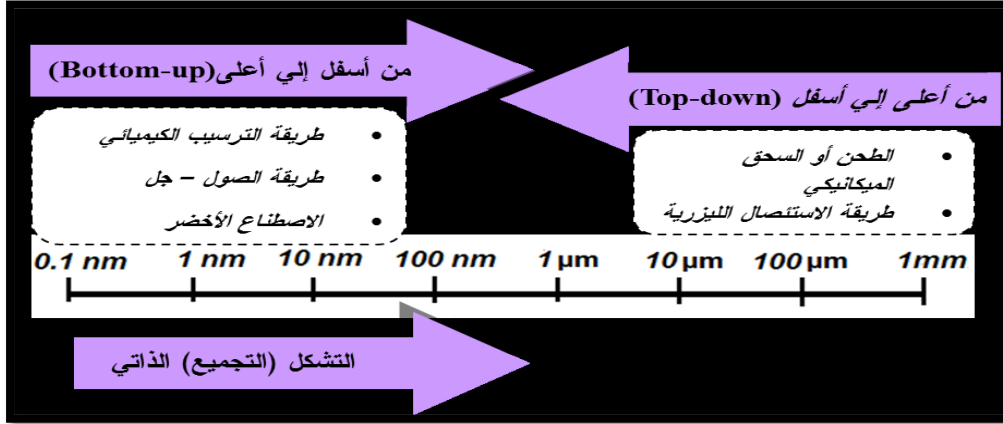 من أسفل إلي أعلى(Bottom-up)
من أعلى إلي أسفل (Top-down)
• طريقة الترسيب الكيميائي
• طريقة الصول – جل
• الاصطناع الأخضر
• الطحن أو السحق
الميكانيكي
• طريقة الاستئصال الليزرية
0.1 nm 1 nm 10 nm 100 nm 1 μm 10 μm 100 μm 1mm
التشكل (التجميع) الذاتي